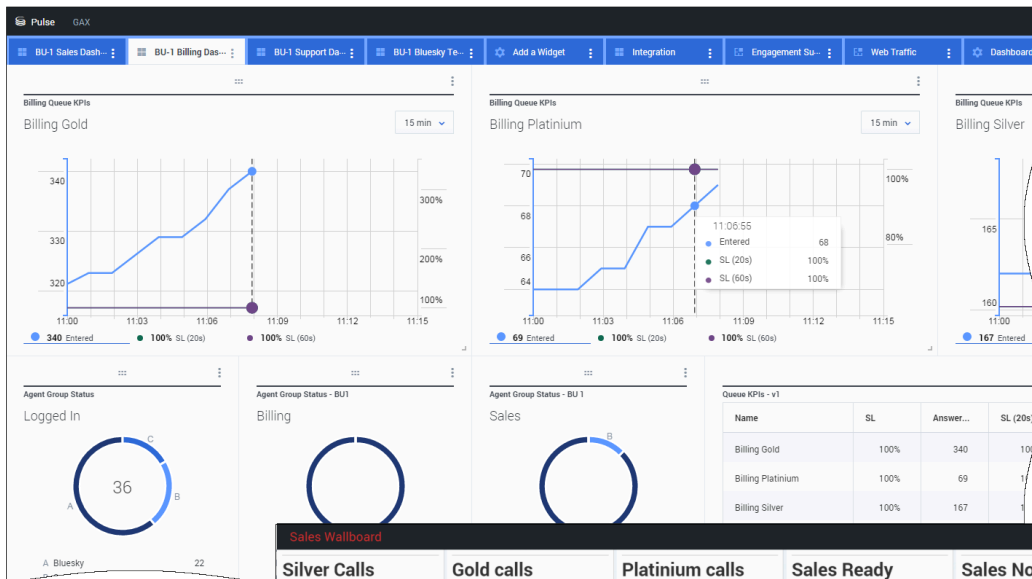 Pulse GAX
BU-1 Sales Dash... BU-1 Billing Das... BU-1 Support Da... BU-1 Bluesky Te... Add a Widget Integration Engagement Su... Web Traffic Dashboard
Billing Queue KPIs
Billing Gold
15 min
340
330
320
300%
200%
100%
11:00 11:03 11:06 11:09 11:12 11:15
340 Entered 100% SL (20s) 100% SL (60s)
Billing Queue KPIs
Billing Platinium
15 min
70
68
66
64
100%
80%
11:06:55
Entered 68
SL (20s) 100%
SL (60s) 100%
11:00 11:03 11:06 11:09 11:12 11:15
69 Entered 100% SL (20s) 100% SL (60s)
Billing Queue KPIs
Billing Silver
165
160
11:00
167 Entered
Agent Group Status
Logged In
36
A
B
C
A Bluesky 22
Agent Group Status - BU1
Billing
Agent Group Status - BU 1
Sales
B
Queue KPIs - v1
Name SL Answer... SL (20s)
Billing Gold 100% 340
Billing Platinium 100% 69
Billing Silver 100% 167
Sales Wallboard
Silver Calls Gold calls Platinium calls Sales Ready Sales